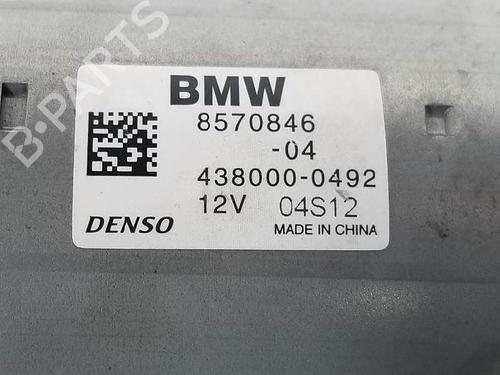 BMW
8570846
-04
438000-0492
12V 04S12
DENSO
MADE IN CHINA
B-PARTS